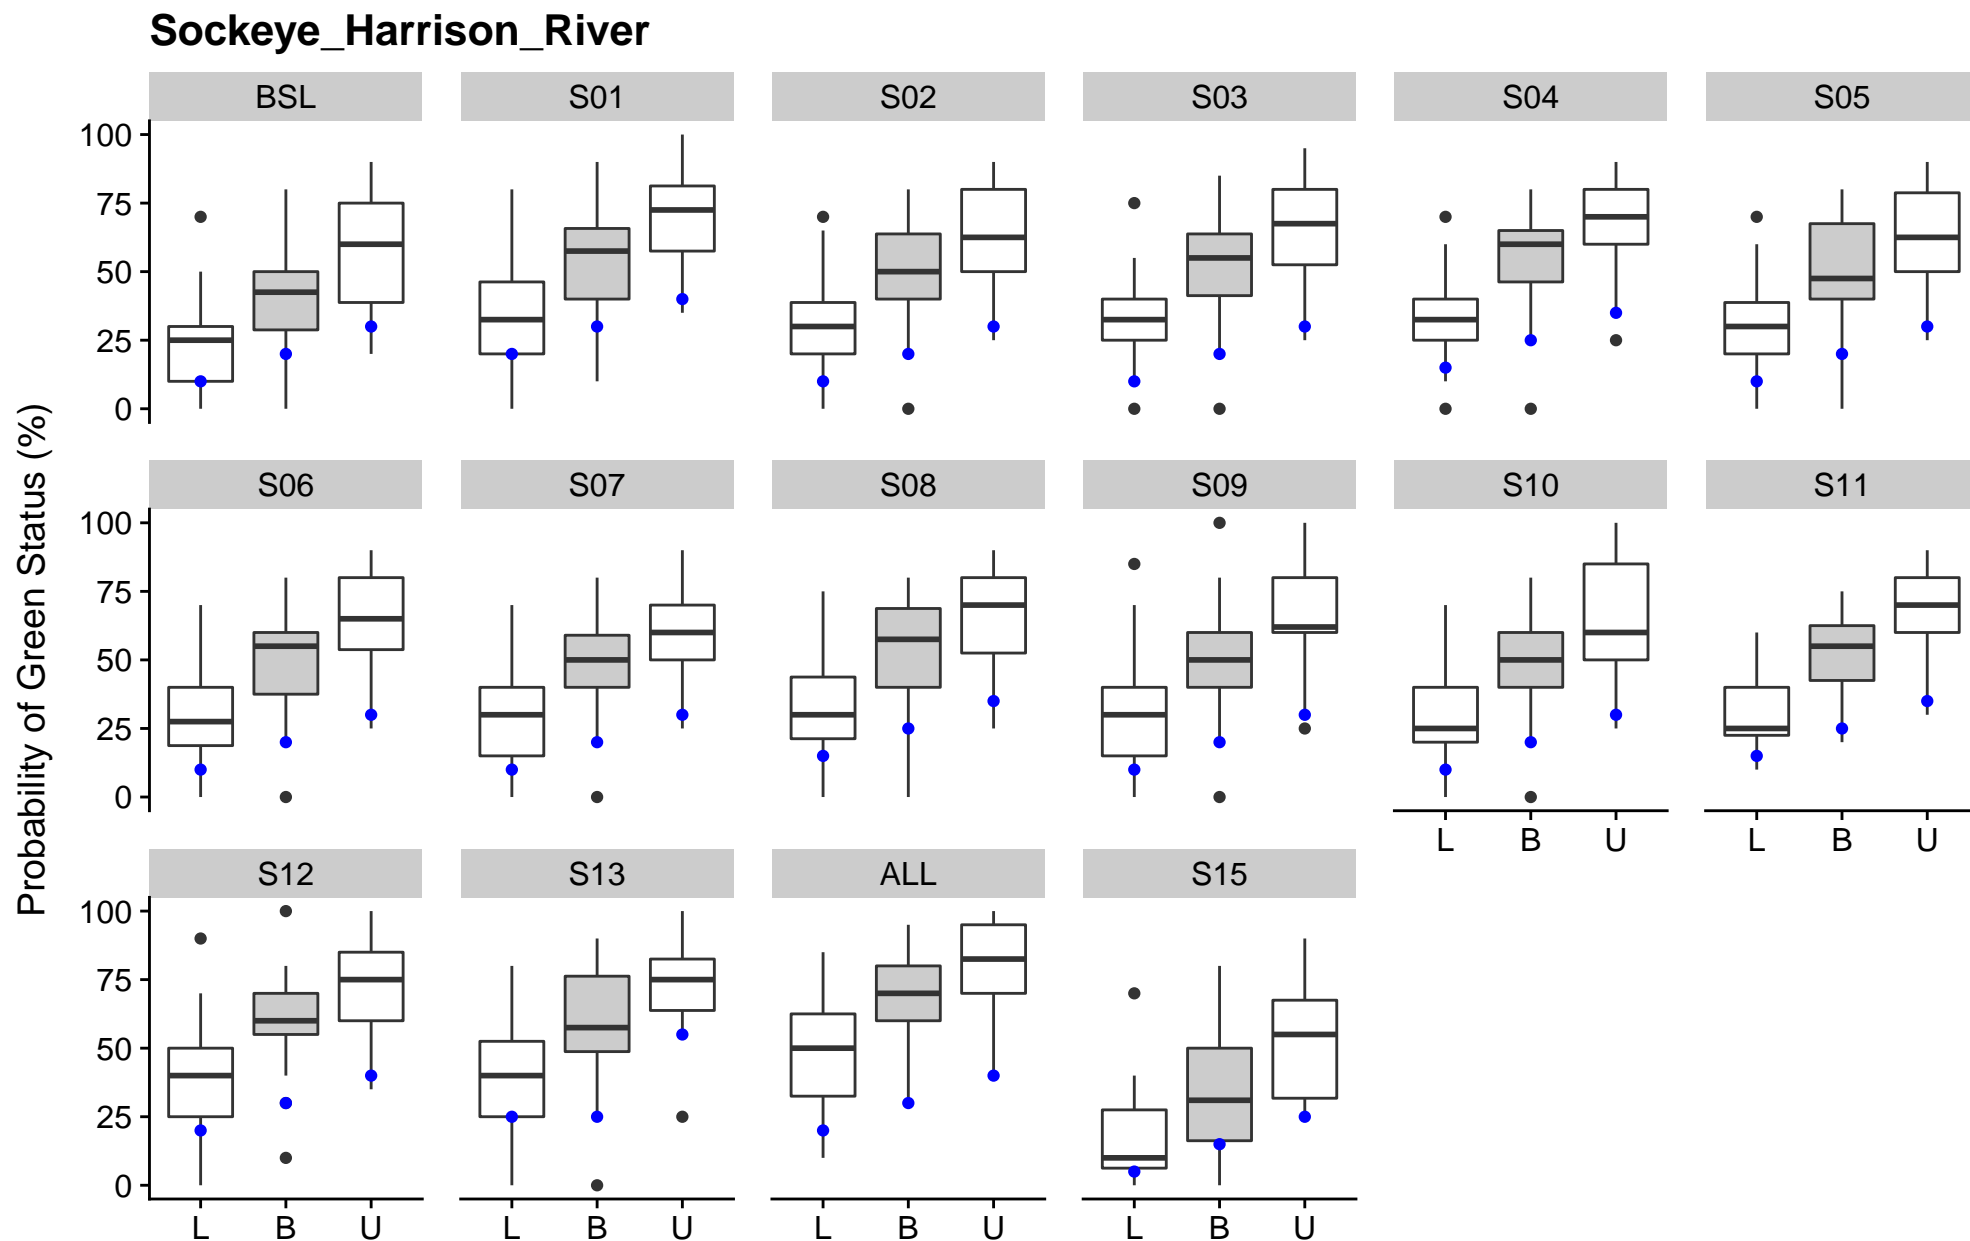 Sockeye_Harrison_River
BSL S01 S02 S03 S04 S05
100
75
50
25
0
S06 S07 S08 S09 S10 S11
100
75
50
25
0
L B U L B U
S12 S13 ALL S15
100
75
50
25
0
L B U L B U L B U L B U
Probability of Green Status (%)